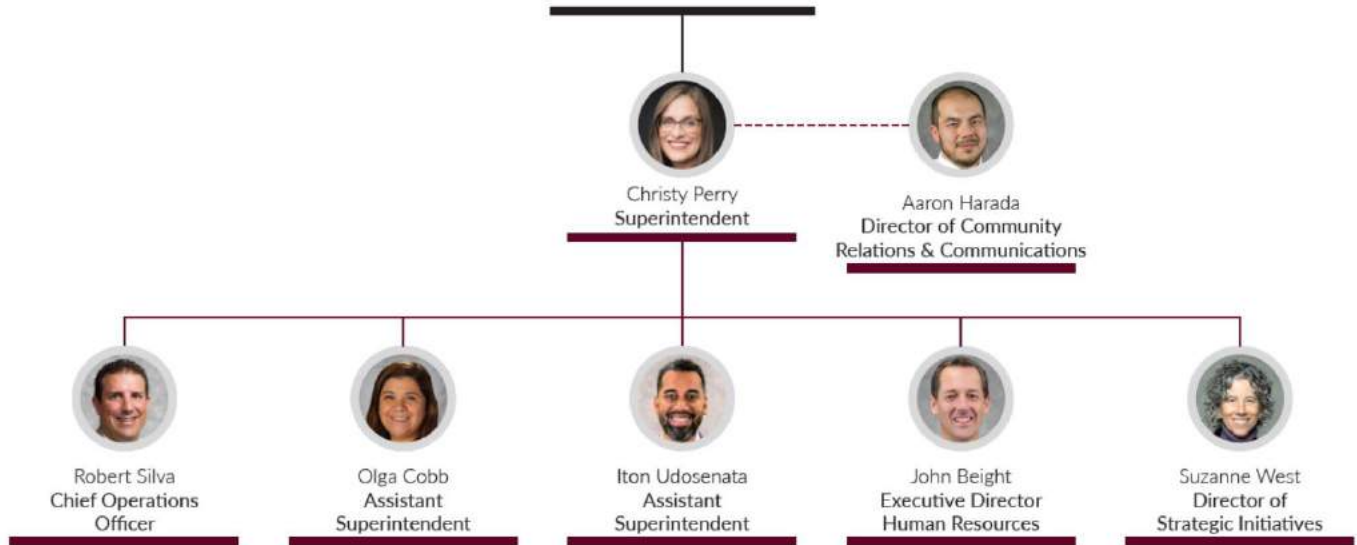 Christy Perry
Superintendent
Aaron Harada
Director of Community
Relations & Communications
Robert Silva
Chief Operations
Officer
Olga Cobb
Assistant
Superintendent
Iton Udosenata
Assistant
Superintendent
John Beight
Executive Director
Human Resources
Suzanne West
Director of
Strategic Initiatives